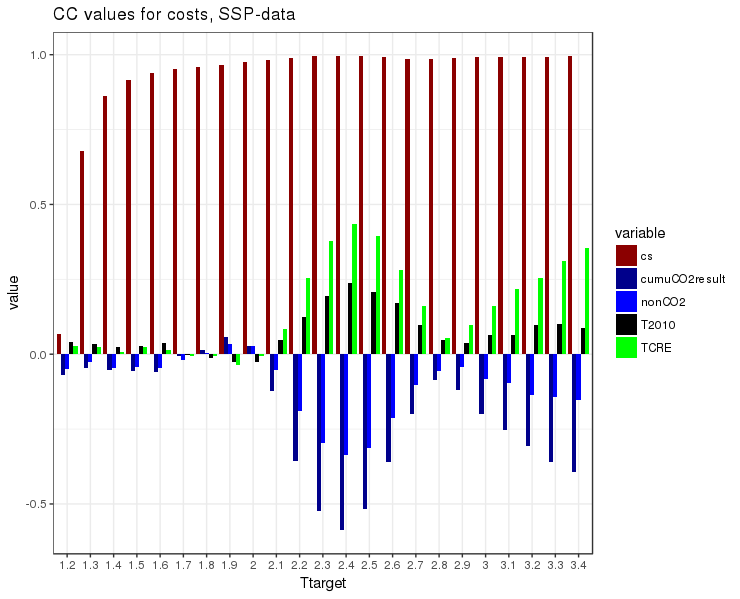 CC values for costs, SSP-data
1.0
0.5
0.0
-0.5
value
1.2 1.3 1.4 1.5 1.6 1.7 1.8 1.9 2 2.1 2.2 2.3 2.4 2.5 2.6 2.7 2.8 2.9 3 3.1 3.2 3.3 3.4
Ttarget
variable
cs
cumuCO2result
nonCO2
T2010
TCRE